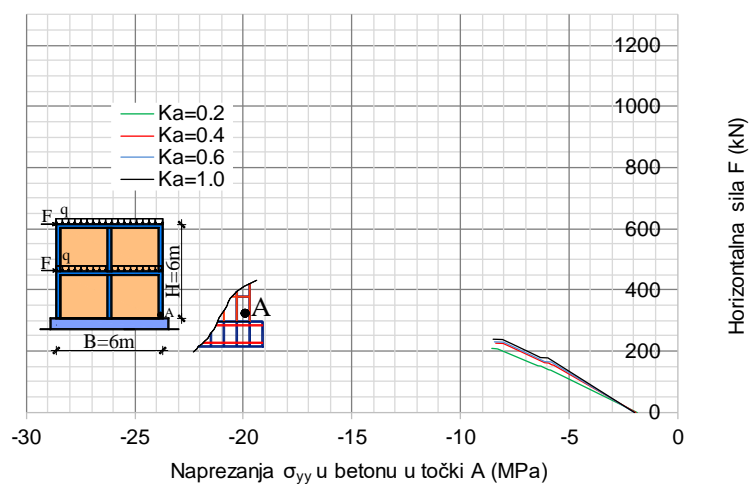 1200
1000
800
600
400
200
0
Horizontalna sila F (kN)
Ka=0.2
Ka=0.4
Ka=0.6
Ka=1.0
q
F
q
F
H=6m
A
B=6m
A
-30 -25 -20 -15 -10 -5 0
Naprezanja σyy u betonu u točki A (MPa)